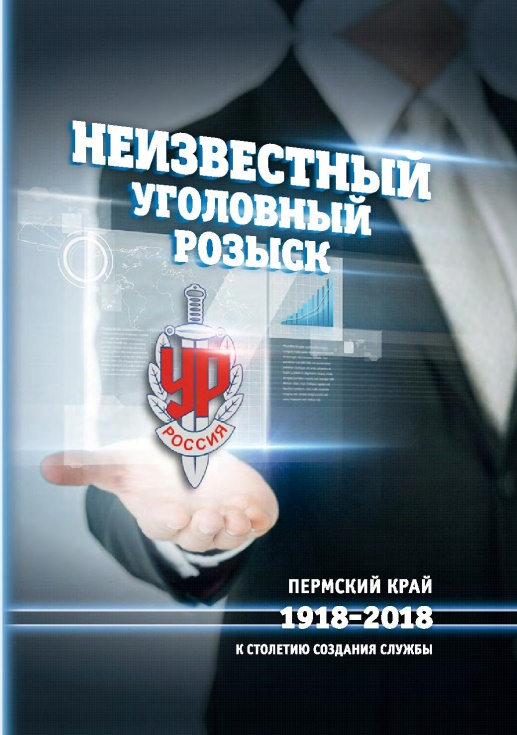 НЕИЗВЕСТНЫЙ
УГОЛОВНЫЙ
РОЗЫСК
УР
РОССИЯ
ПЕРМСКИЙ КРАЙ
1918-2018
К СТОЛЕТИЮ СОЗДАНИЯ СЛУЖБЫ